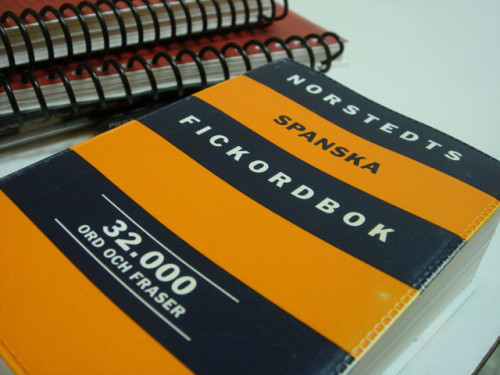 NORSTEDTS
SPANSKA
FICKORDBOK
32.000
ORD OCH FRASER